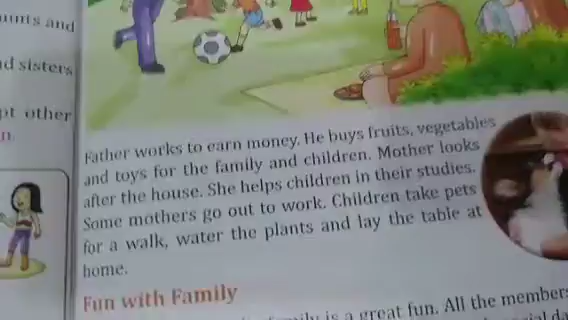 and
d sisters
pt other
n
Father works to earn money. He buys fruits, vegetables
and toys for the family and children. Mother looks
after the house. She helps children in their studies.
Some mothers go out to work. Children take pets
for a walk, water the plants and lay the table at
home.
Fun with Family
is a great fun. All the members